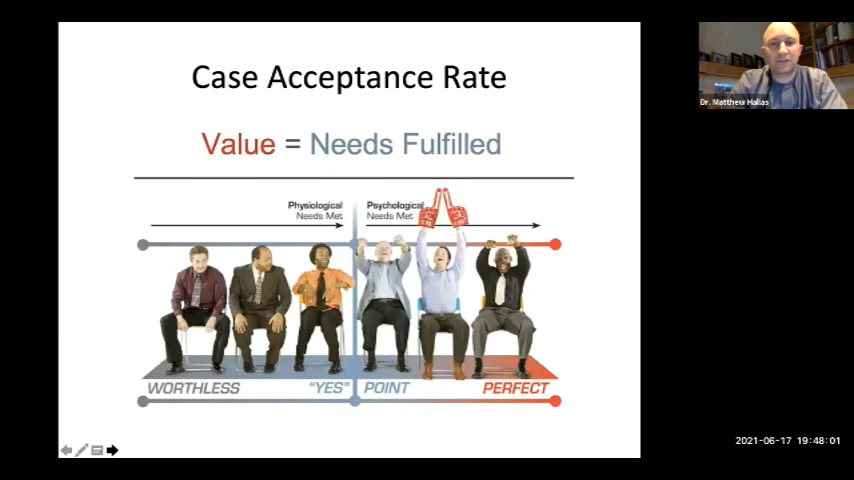 Case Acceptance Rate
Value = Needs Fulfilled
Physiological
Needs Met
Psychological
Needs Met
WORTHLESS "YES" POINT PERFECT
Dr. Matthew Hallas
2021-06-17 19:48:01